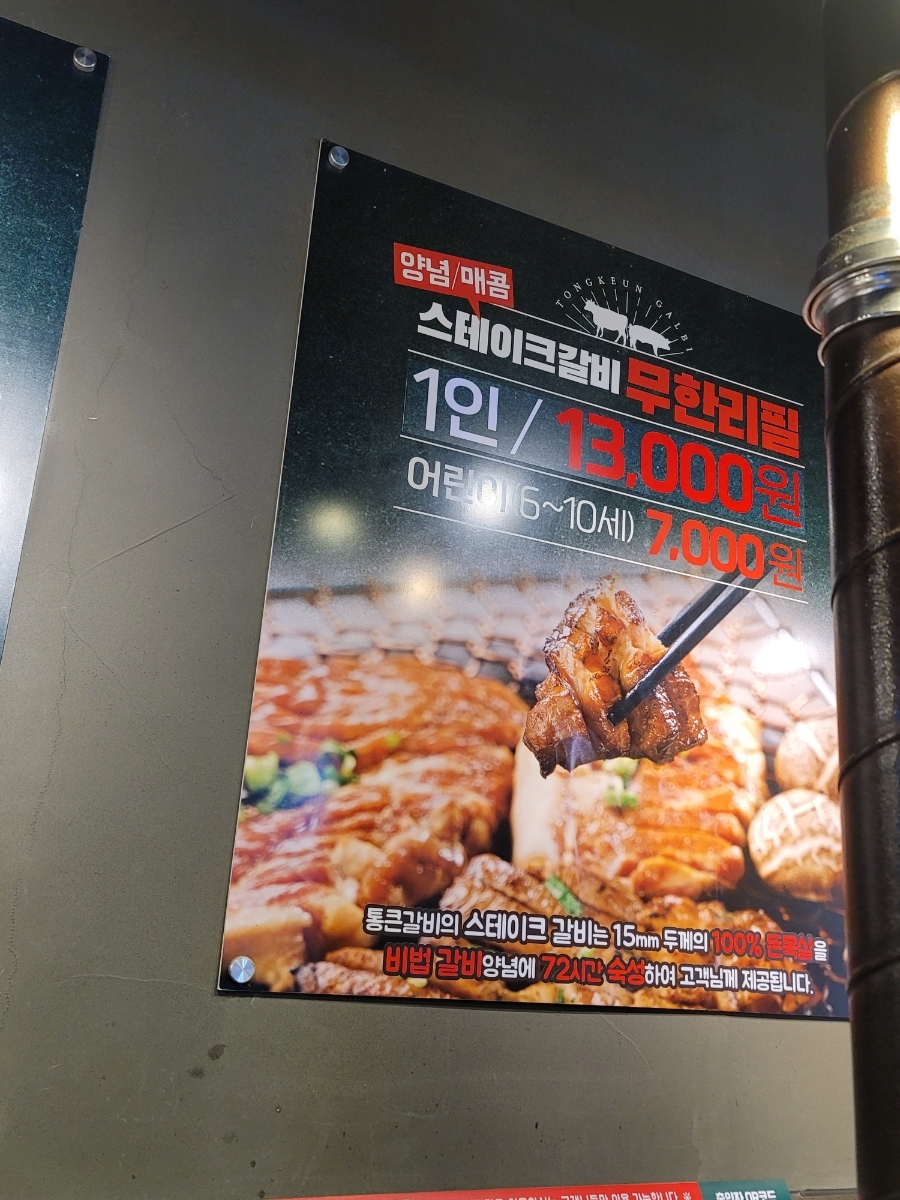 양념/매콤
TONGKEUN GALBI
스테이크갈비 무한리필
1인 / 13,000원
어린이(6~10세) 7,000원
통큰갈비의 스테이크 갈비는 15mm 두께의 100% 돈목살을
비법 갈비양념에 72시간 숙성하여 고객님께 제공됩니다.